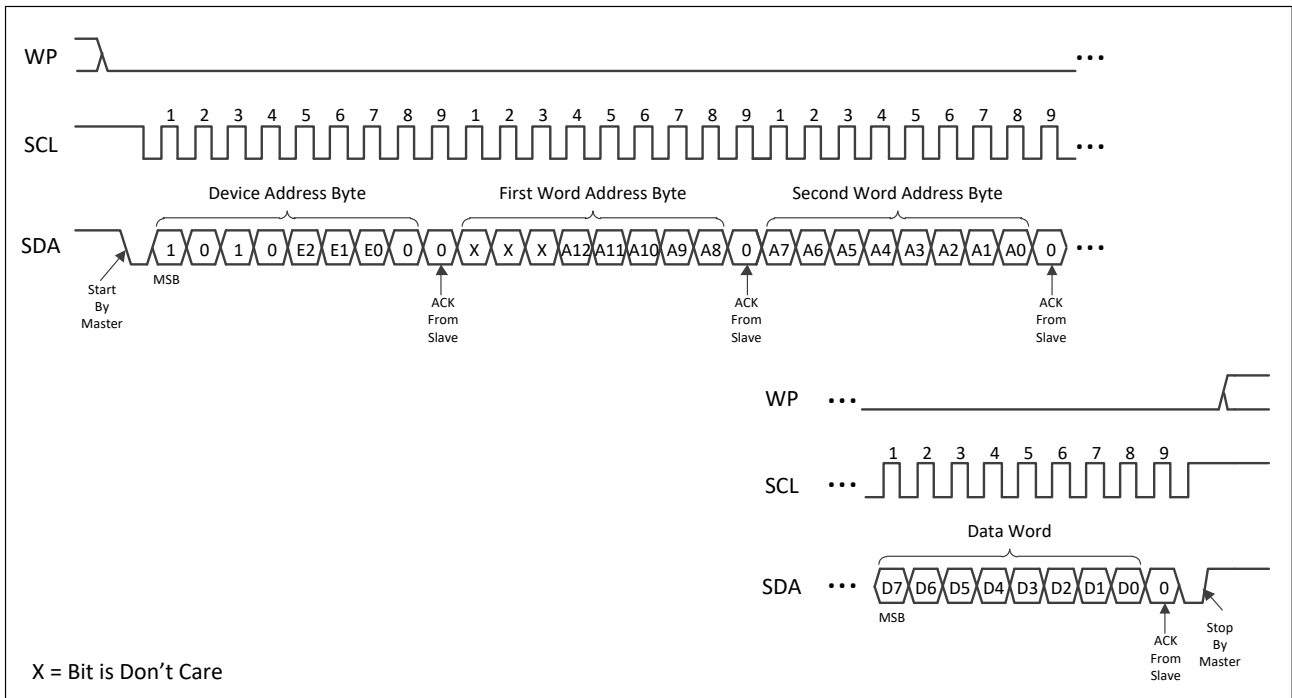 WP
•••
1 2 3 4 5 6 7 8 9 1 2 3 4 5 6 7 8 9 1 2 3 4 5 6 7 8 9
SCL
•••
Device Address Byte First Word Address Byte Second Word Address Byte
SDA
1 0 1 0 E2 E1 E0 0 0 X X X A12 A11 A10 A9 A8 0 A7 A6 A5 A4 A3 A2 A1 A0 0
•••
MSB
Start
By
Master
ACK
From
Slave
ACK
From
Slave
ACK
From
Slave
WP •••
1 2 3 4 5 6 7 8 9
SCL •••
Data Word
SDA •••
D7 D6 D5 D4 D3 D2 D1 D0 0
MSB
ACK
From
Slave
Stop
By
Master
X = Bit is Don’t Care